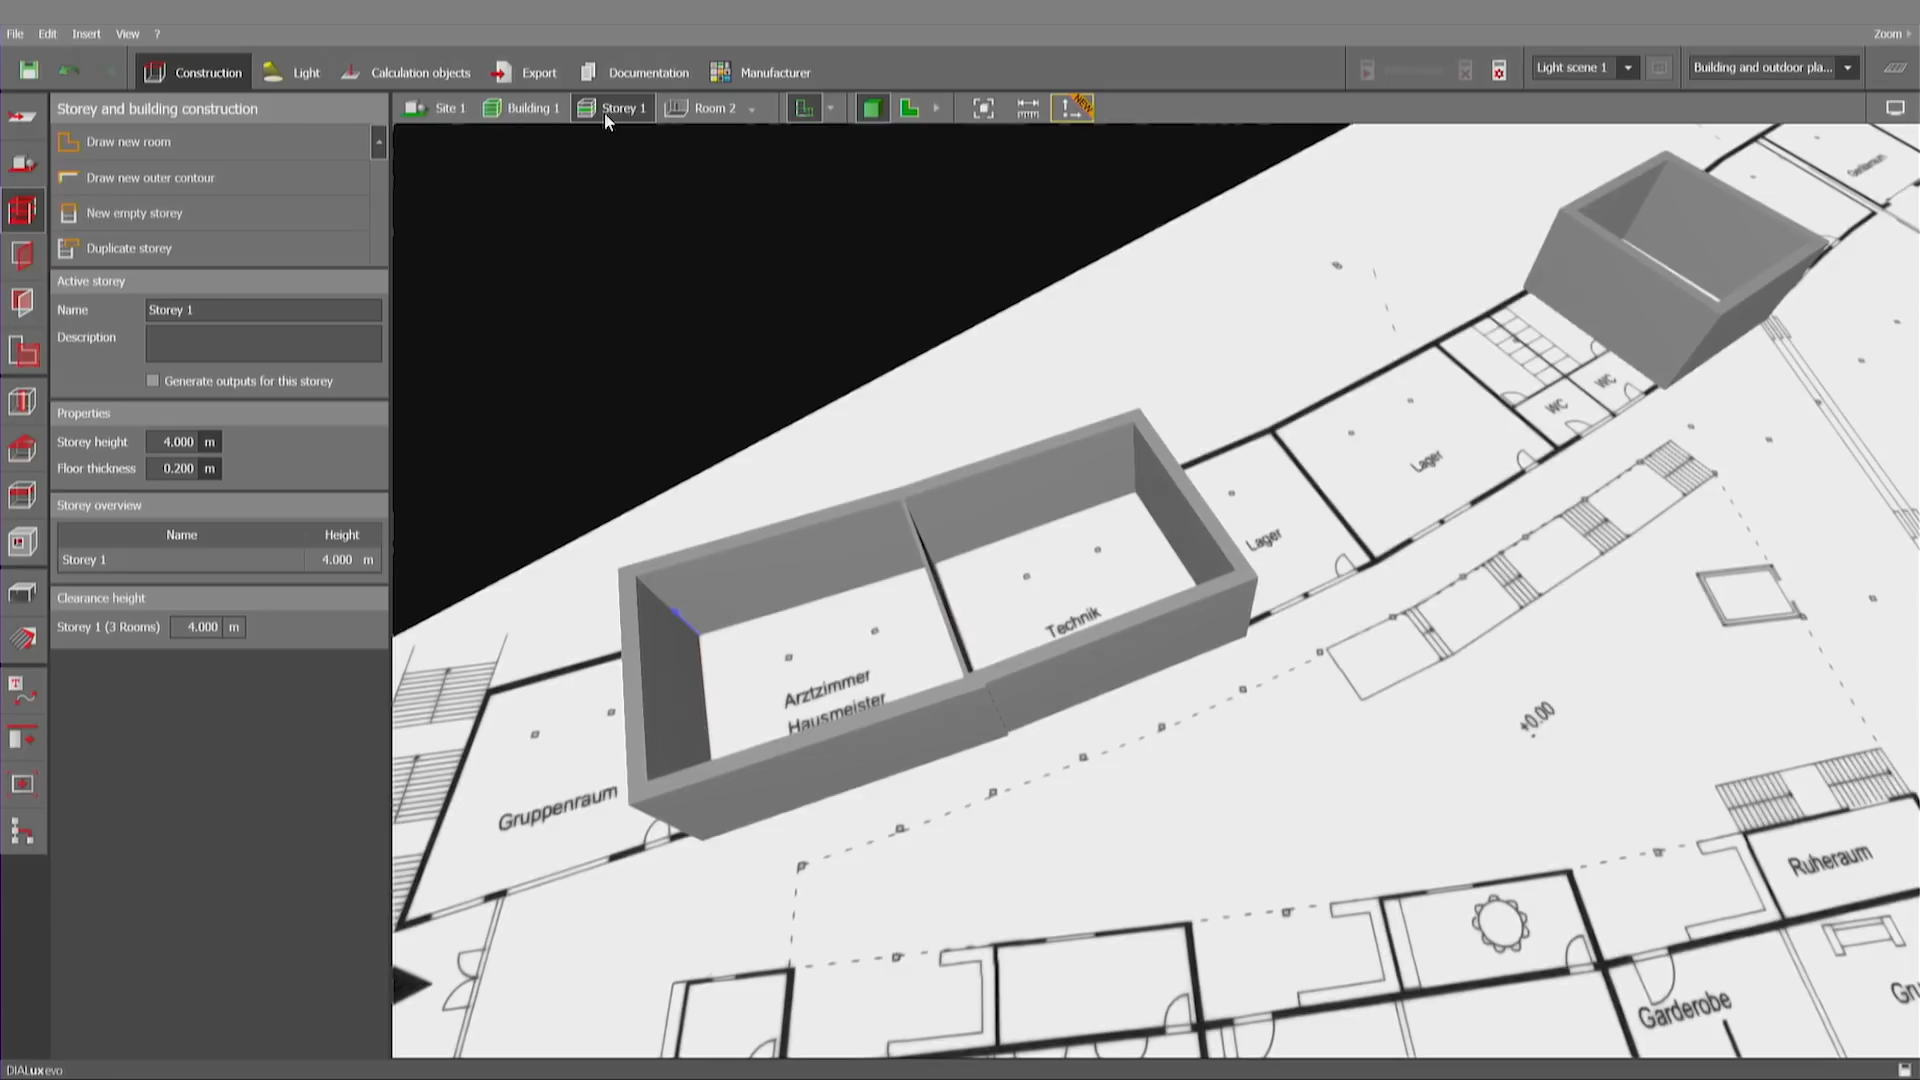 File Edit Insert View ?
Zoom
Construction Light Calculation objects Export Documentation Manufacturer
Light scene 1
Building and outdoor pla...
Storey and building construction
Site 1 Building 1 Storey 1 Room 2
NEW
Draw new room
Draw new outer contour
New empty storey
Duplicate storey
Active storey
Name Storey 1
Description
Generate outputs for this storey
Properties
Storey height 4.000 m
Floor thickness 0.200 m
Storey overview
Name Height
Storey 1 4.000 m
Clearance height
Storey 1 (3 Rooms) 4.000 m
WC
WC
Lager
Lager
Technik
Arztzimmer
Hausmeister
Gruppenraum
±0.00
Ruheraum
Garderobe
DIALux evo